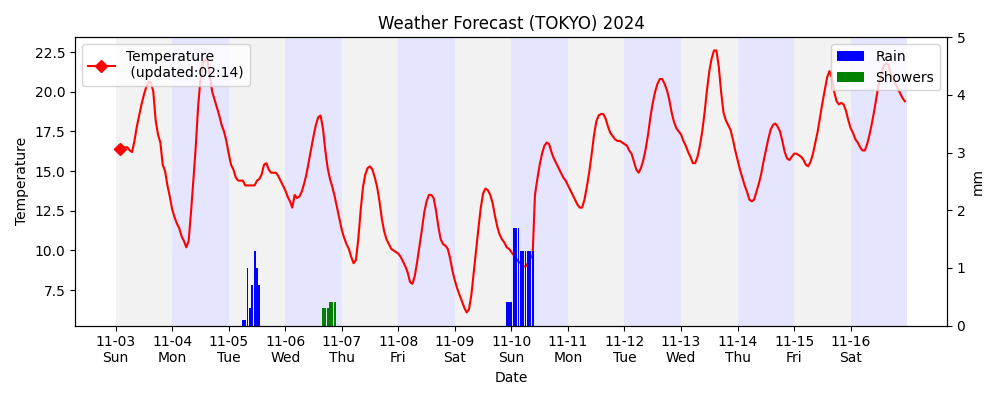 Weather Forecast (TOKYO) 2024
Temperature
(updated:02:14)
Rain
Showers
Temperature
22.5
20.0
17.5
15.0
12.5
10.0
7.5
5
4
3
2
1
0
mm
11-03 11-04 11-05 11-06 11-07 11-08 11-09 11-10 11-11 11-12 11-13 11-14 11-15 11-16
Sun Mon Tue Wed Thu Fri Sat Sun Mon Tue Wed Thu Fri Sat
Date